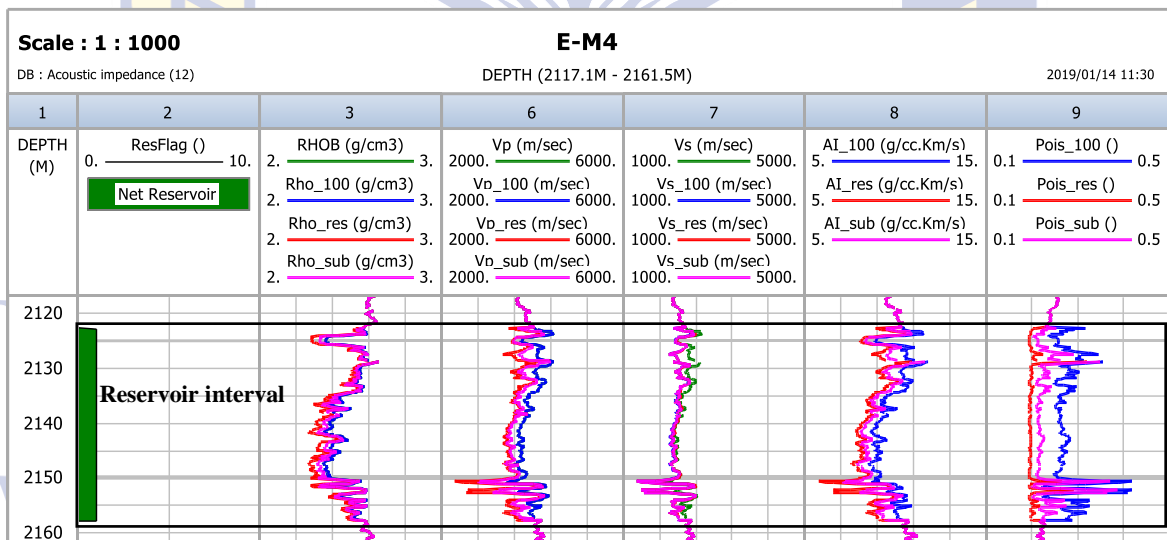 Scale : 1 : 1000
E-M4
DB : Acoustic impedance (12)
DEPTH (2117.1M - 2161.5M)
2019/01/14 11:30
1 2 3 6 7 8 9
DEPTH
(M)
ResFlag ()
0. 10.
Net Reservoir
RHOB (g/cm3)
2. 3.
Rho_100 (g/cm3)
2. 3.
Rho_res (g/cm3)
2. 3.
Rho_sub (g/cm3)
2. 3.
Vp (m/sec)
2000. 6000.
Vp_100 (m/sec)
2000. 6000.
Vp_res (m/sec)
2000. 6000.
Vp_sub (m/sec)
2000. 6000.
Vs (m/sec)
1000. 5000.
Vs_100 (m/sec)
1000. 5000.
Vs_res (m/sec)
1000. 5000.
Vs_sub (m/sec)
1000. 5000.
AI_100 (g/cc.Km/s)
5. 15.
AI_res (g/cc.Km/s)
5. 15.
AI_sub (g/cc.Km/s)
5. 15.
Pois_100 ()
0.1 0.5
Pois_res ()
0.1 0.5
Pois_sub ()
0.1 0.5
2120
2130
Reservoir interval
2140
2150
2160